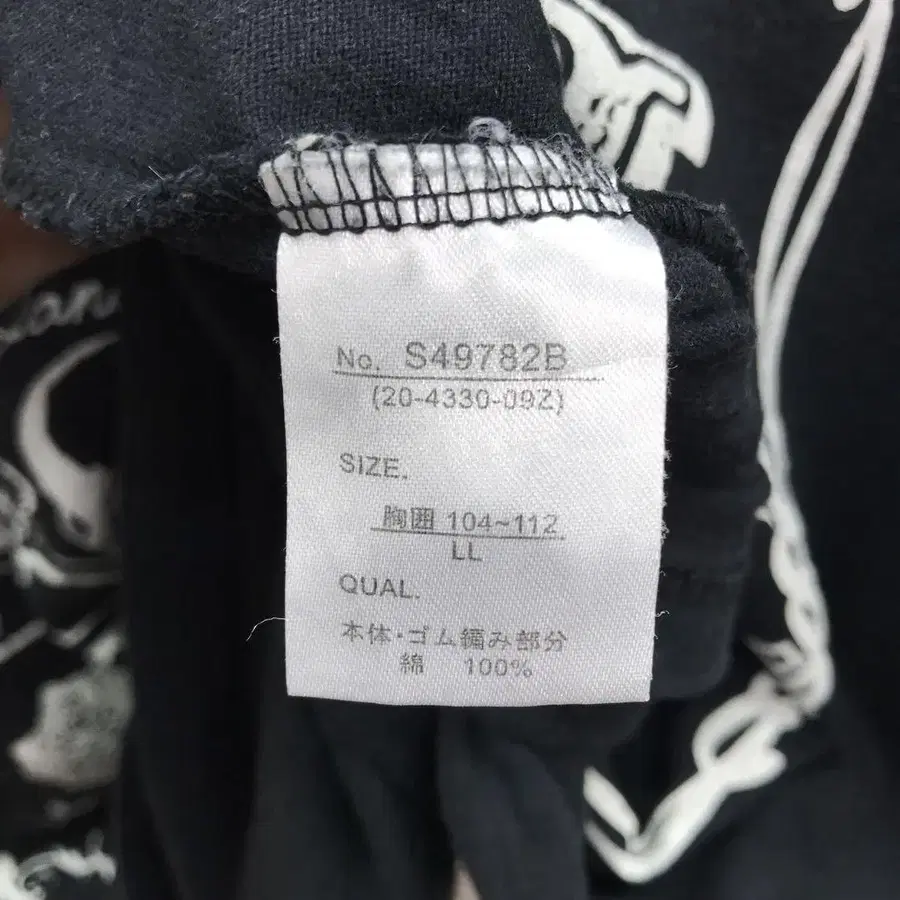 No. S49782B
(20-4330-09Z)
SIZE.
胸囲 104~112
LL
QUAL.
本体・ゴム編み部分
綿 100%